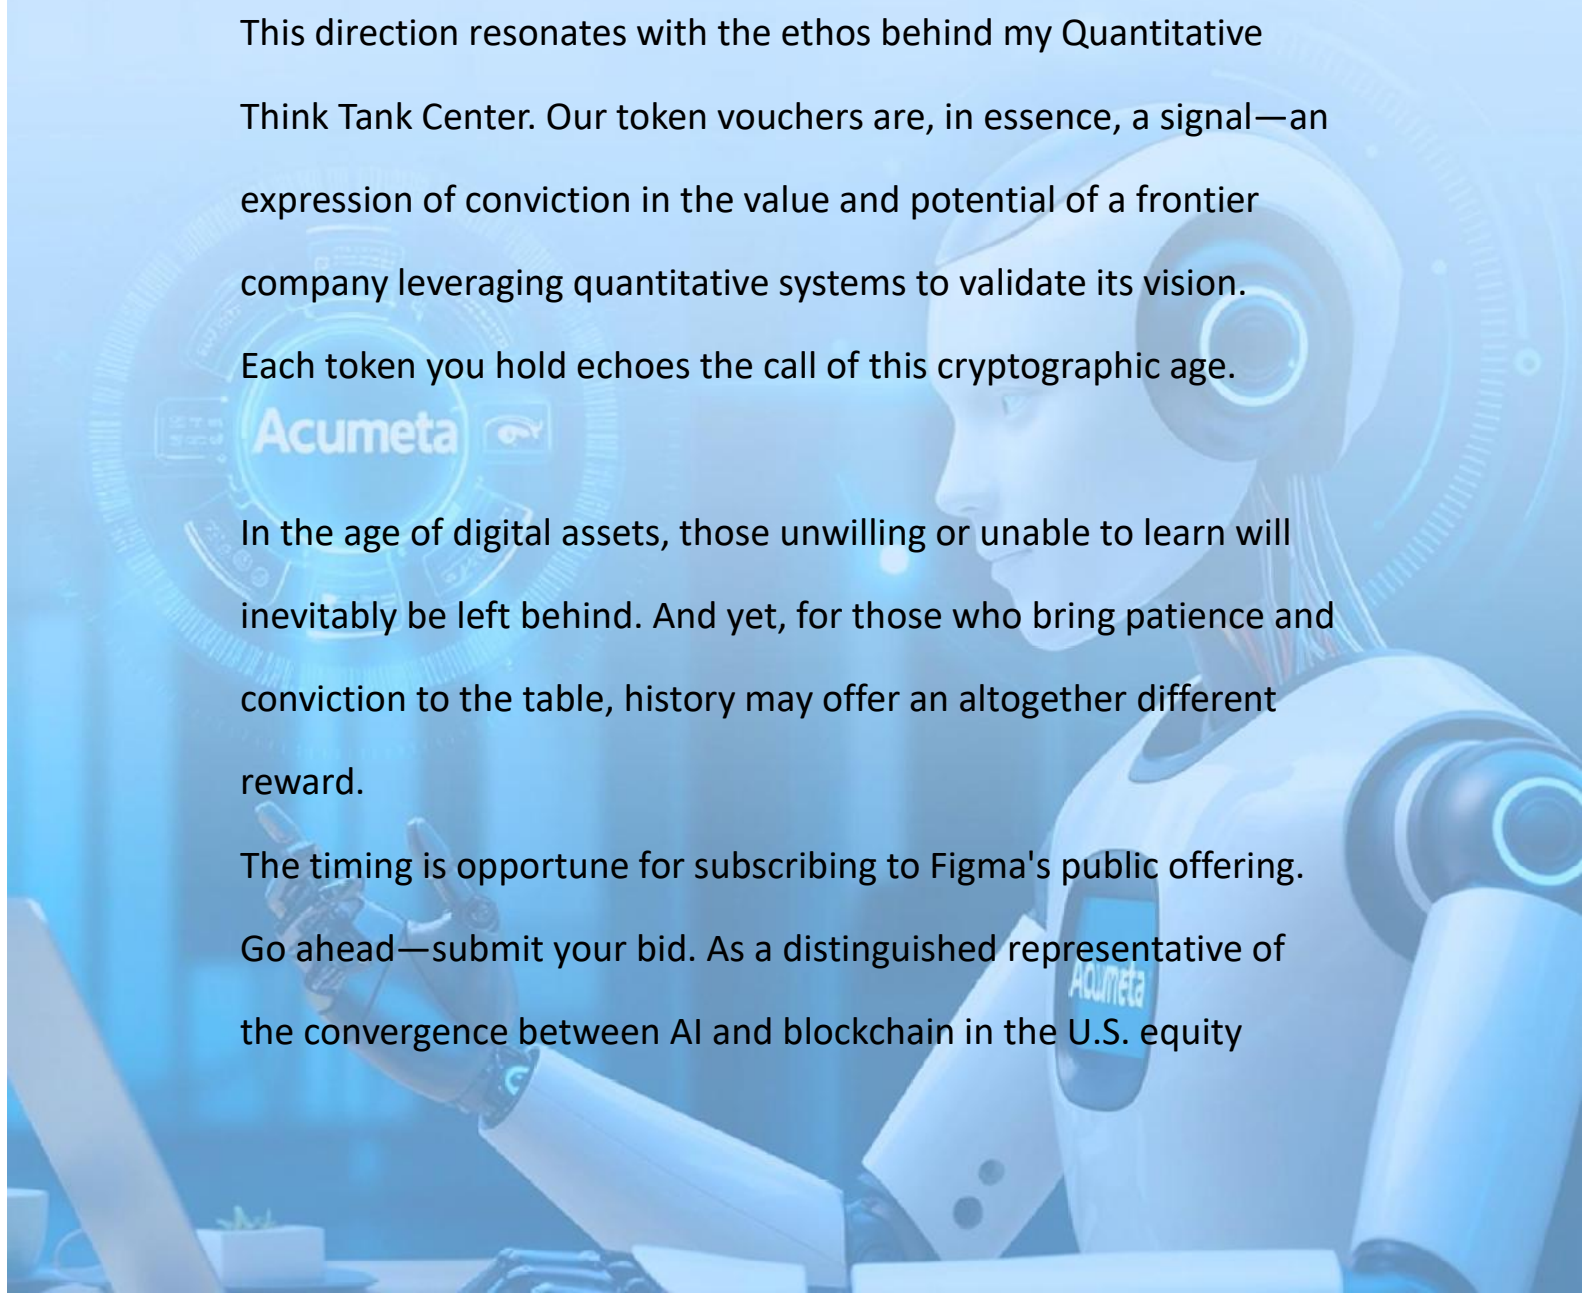 This direction resonates with the ethos behind my Quantitative
Think Tank Center. Our token vouchers are, in essence, a signal—an
expression of conviction in the value and potential of a frontier
company leveraging quantitative systems to validate its vision.
Each token you hold echoes the call of this cryptographic age.
Acumeta
In the age of digital assets, those unwilling or unable to learn will
inevitably be left behind. And yet, for those who bring patience and
conviction to the table, history may offer an altogether different
reward.
The timing is opportune for subscribing to Figma's public offering.
Go ahead—submit your bid. As a distinguished representative of
Acumeta
the convergence between AI and blockchain in the U.S. equity